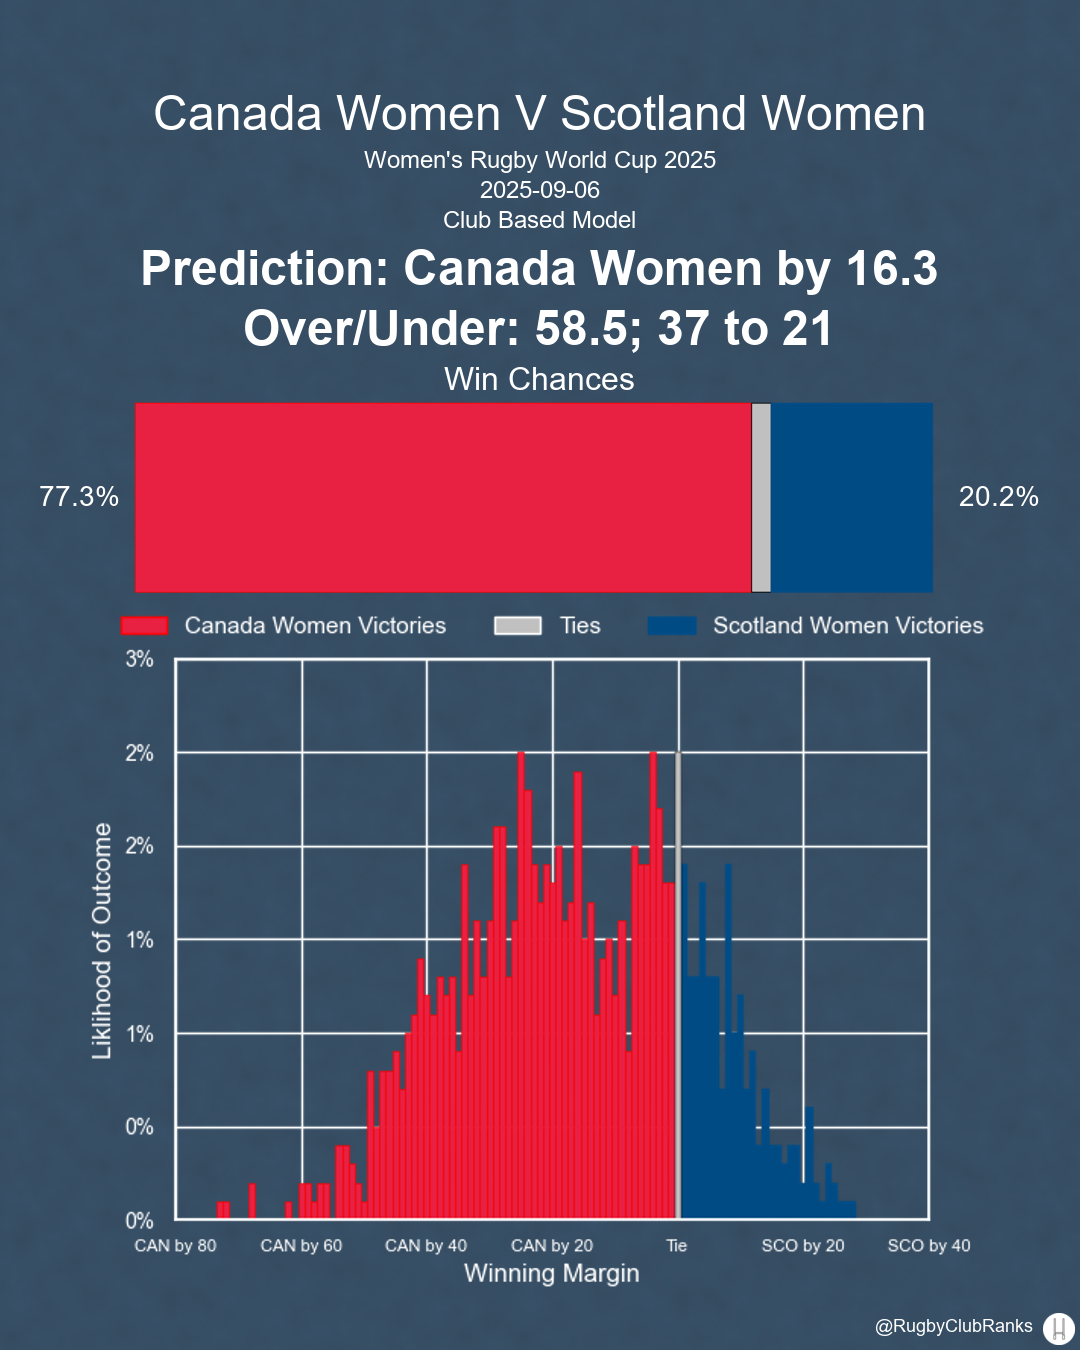 Canada Women V Scotland Women
Women's Rugby World Cup 2025
2025-09-06
Club Based Model
Prediction: Canada Women by 16.3
Over/Under: 58.5; 37 to 21
Win Chances
77.3%
20.2%
Canada Women Victories
Ties
Scotland Women Victories
3%
2%
2%
1%
1%
0%
0%
Liklihood of Outcome
CAN by 80
CAN by 60
CAN by 40
CAN by 20
Tie
SCO by 20
SCO by 40
Winning Margin
@RugbyClubRanks